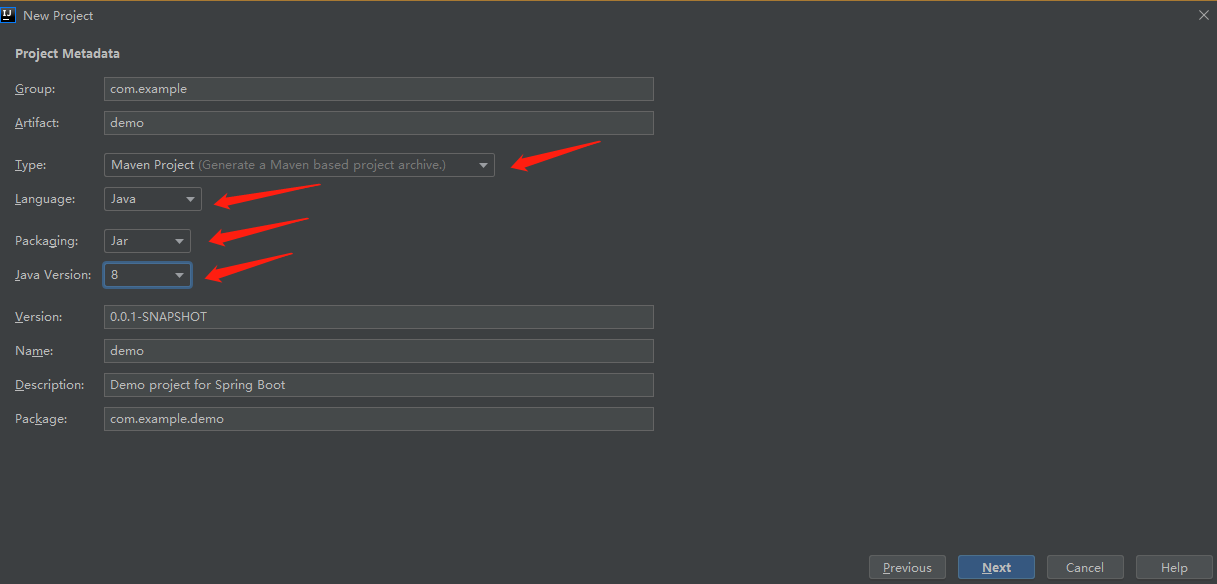 IJ New Project
Project Metadata
Group: com.example
Artifact: demo
Type: Maven Project (Generate a Maven based project archive.)
Language: Java
Packaging: Jar
Java Version: 8
Version: 0.0.1-SNAPSHOT
Name: demo
Description: Demo project for Spring Boot
Package: com.example.demo
Previous Next Cancel Help